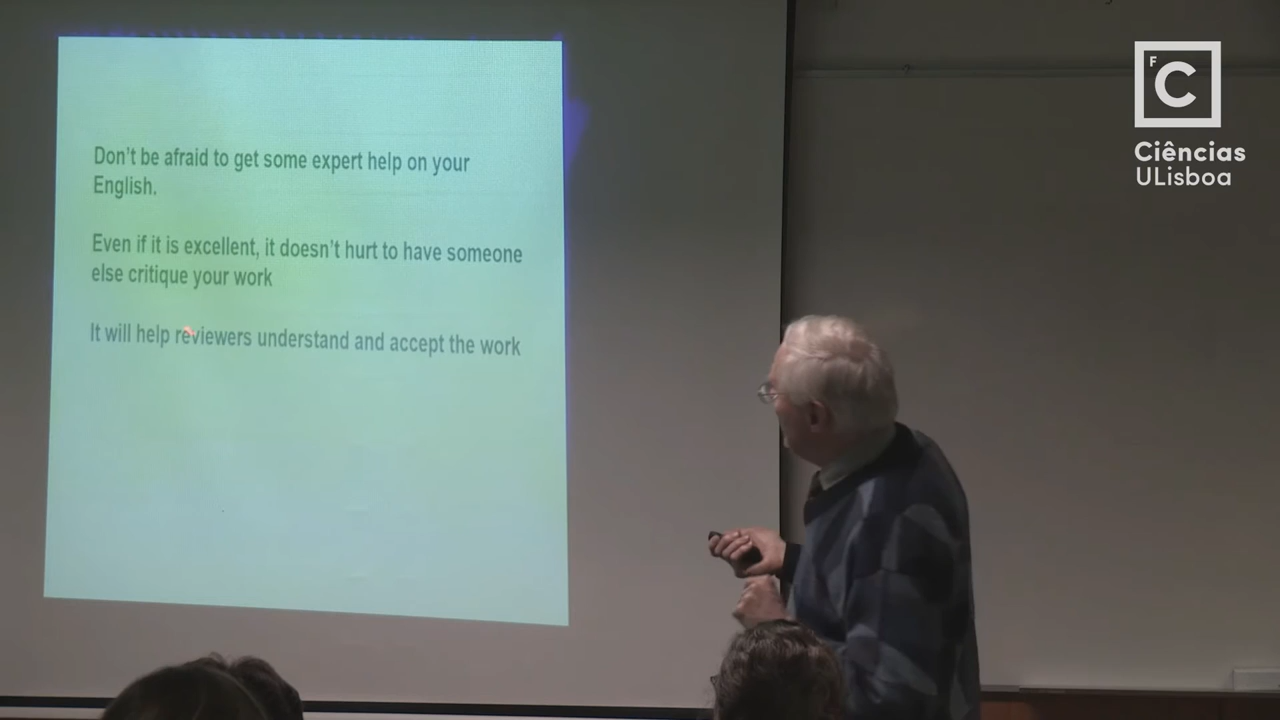 Don't be afraid to get some expert help on your
English.
Even if it is excellent, it doesn't hurt to have someone
else critique your work
It will help reviewers understand and accept the work
F
C
Ciências
ULisboa